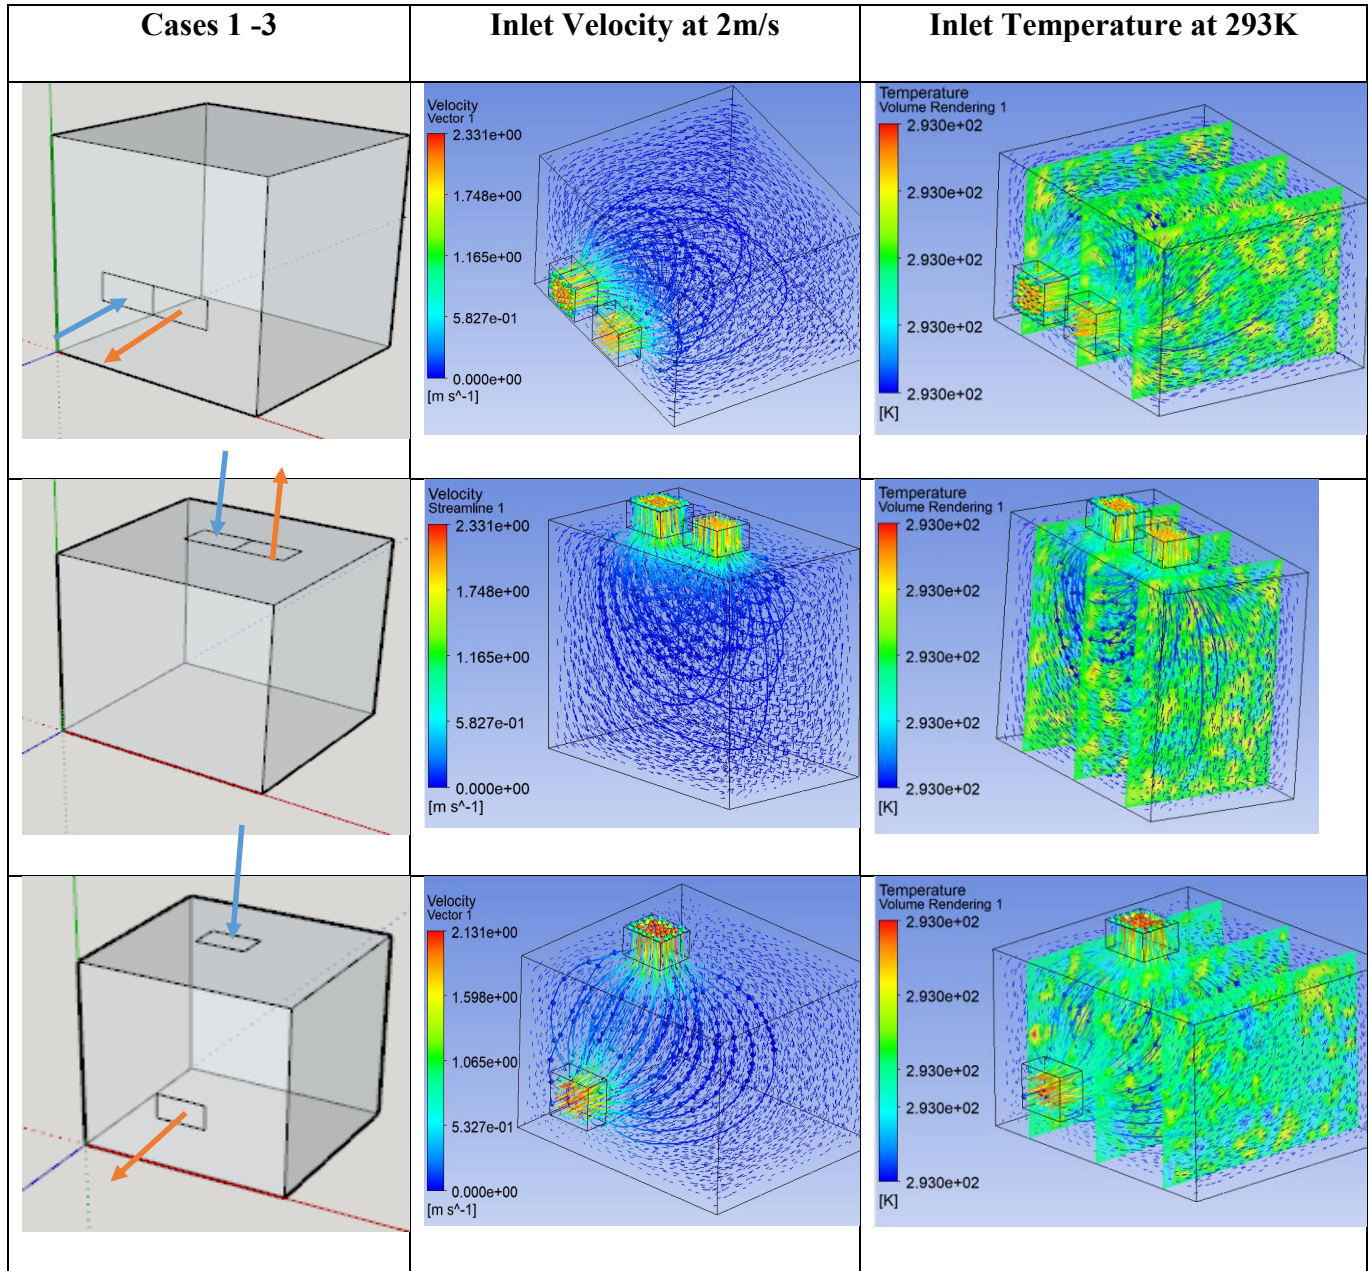 Cases 1 -3
Inlet Velocity at 2m/s
Inlet Temperature at 293K
Velocity
Vector 1
2.331e+00
1.748e+00
1.165e+00
5.827e-01
0.000e+00
[m s^-1]
Temperature
Volume Rendering 1
2.930e+02
2.930e+02
2.930e+02
2.930e+02
2.930e+02
[K]
Velocity
Streamline 1
2.331e+00
1.748e+00
1.165e+00
5.827e-01
0.000e+00
[m s^-1]
Temperature
Volume Rendering 1
2.930e+02
2.930e+02
2.930e+02
2.930e+02
2.930e+02
[K]
Velocity
Vector 1
2.131e+00
1.598e+00
1.065e+00
5.327e-01
0.000e+00
[m s^-1]
Temperature
Volume Rendering 1
2.930e+02
2.930e+02
2.930e+02
2.930e+02
2.930e+02
[K]